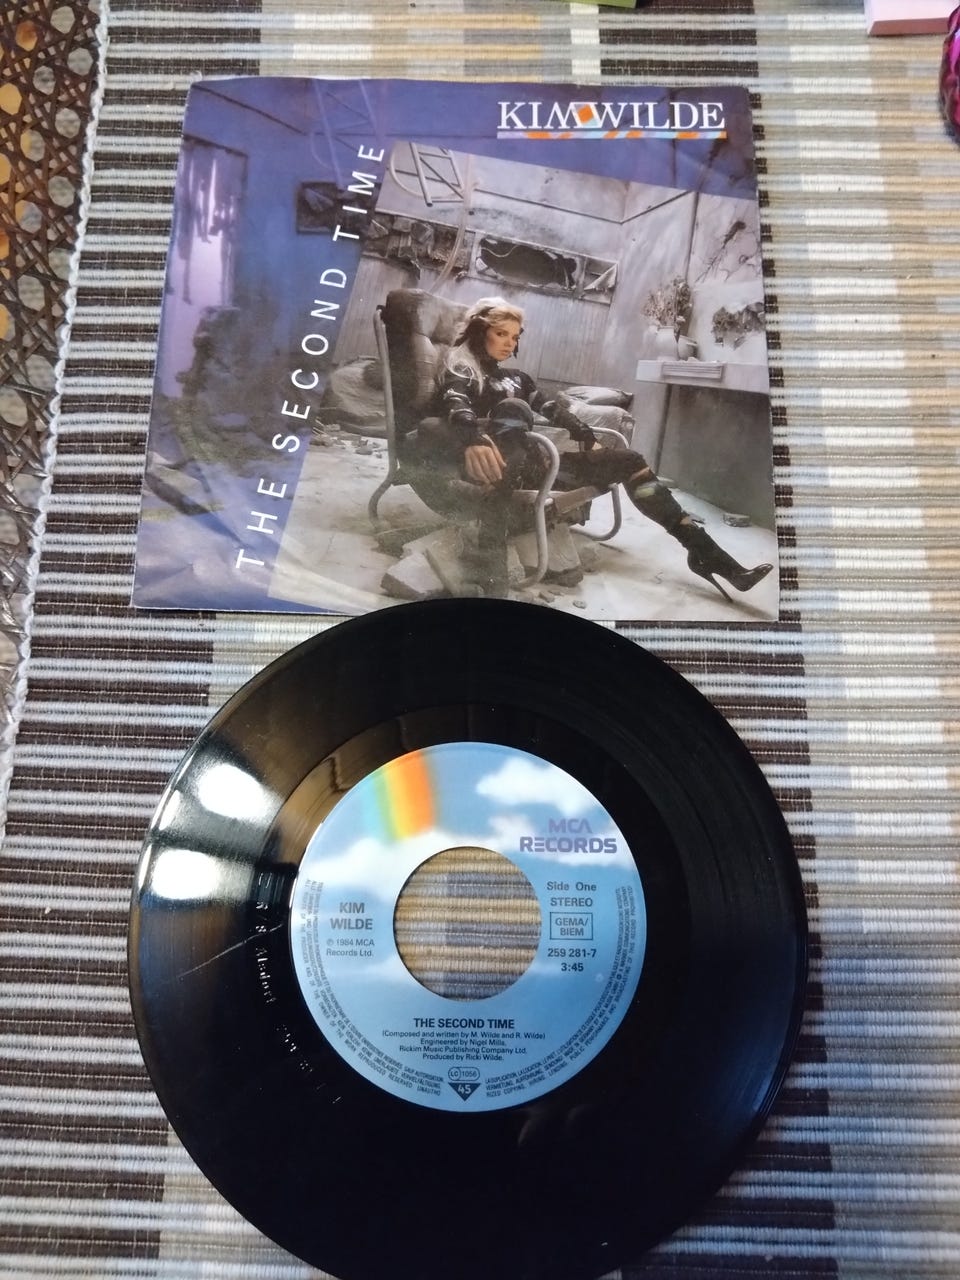 KIM WILDE
THE SECOND TIME
MCA
RECORDS
Side One
STEREO
GEMA/
BIEM
259 281-7
3:45
KIM
WILDE
℗ 1984 MCA
Records Ltd.
THE SECOND TIME
(Composed and written by M. Wilde and R. Wilde)
Engineered by Nigel Mills,
Rickim Music Publishing Company Ltd.
Produced by Ricki Wilde.
LC 1056
45